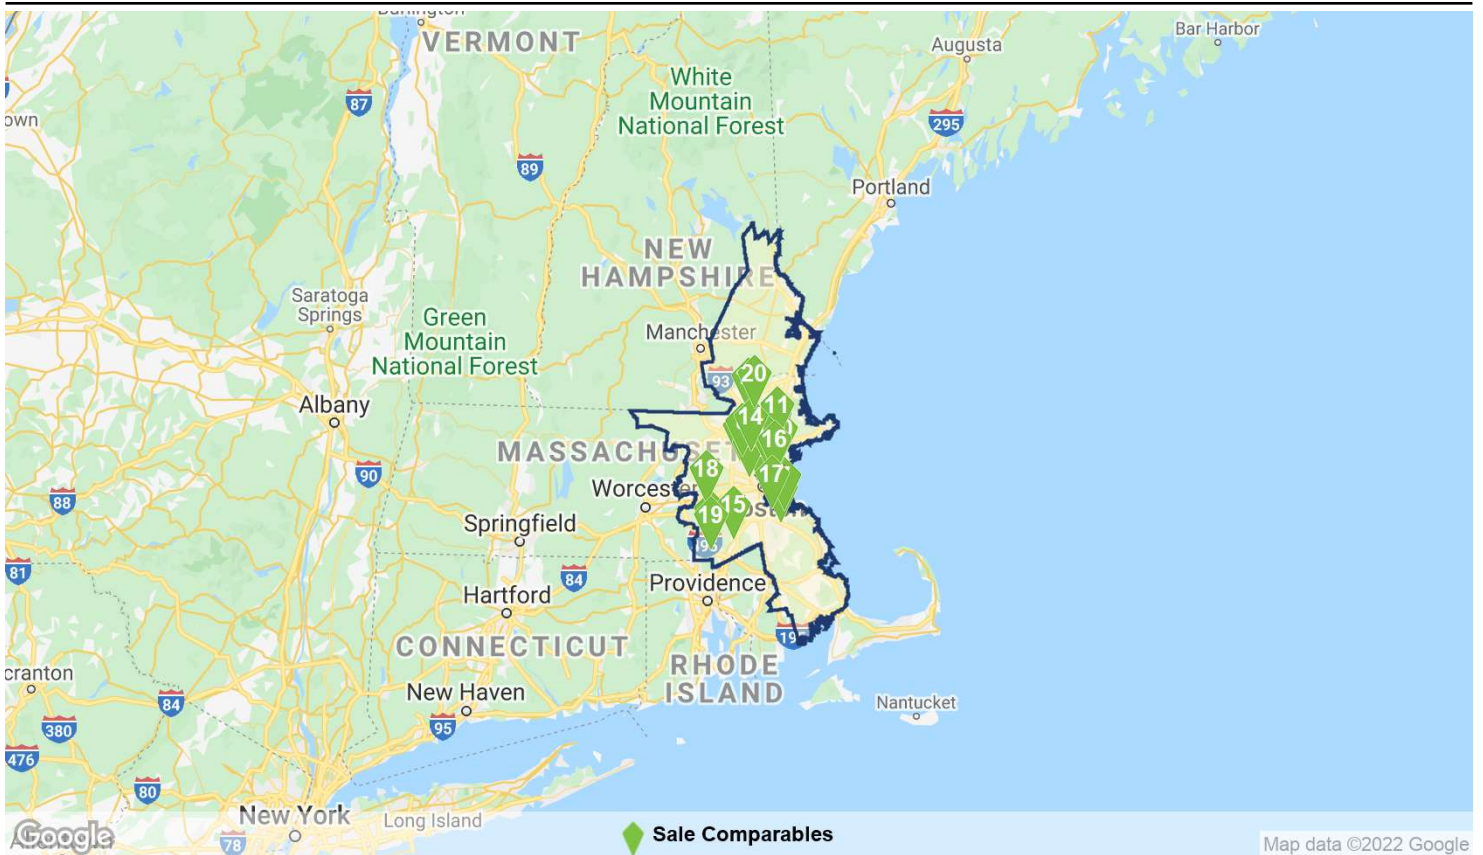 VERMONT
Augusta
Bar Harbor
White
Mountain
National Forest
87
own
295
89
Portland
NEW
HAMPSHIRE
Saratoga
Springs
Green
Mountain
National Forest
Manchester
93
20
Albany
11
14
16
MASSACHUSET
90
18
17
Worcester
88
15
19
Springfield
81
84
Providence
Hartford
CONNECTICUT
RHODE
ISLAND
cranton
New Haven
84
Nantucket
95
380
476
80
New York
Long Island
78
Google
Sale Comparables
Map data ©2022 Google